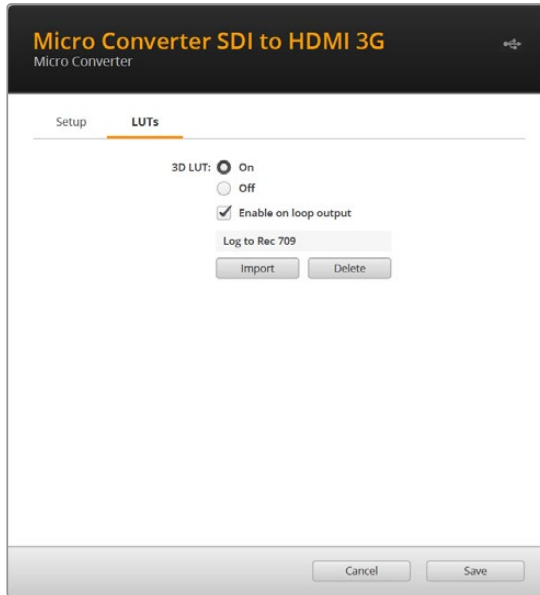 Micro Converter SDI to HDMI 3G
Micro Converter
Setup LUTs
3D LUT: On
Off
Enable on loop output
Log to Rec 709
Import Delete
Cancel Save